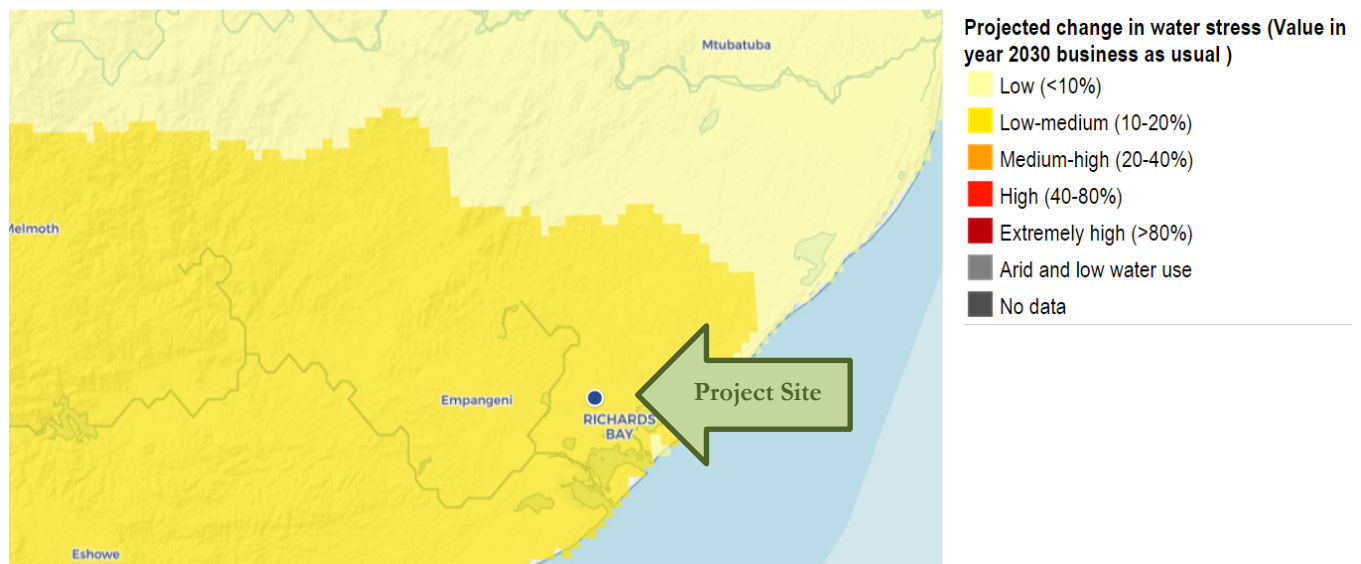 Mtubatuba
Melmoth
Empangeni
RICHARDS
BAY
Eshowe
Project Site
Projected change in water stress (Value in
year 2030 business as usual )
Low (<10%)
Low-medium (10-20%)
Medium-high (20-40%)
High (40-80%)
Extremely high (>80%)
Arid and low water use
No data